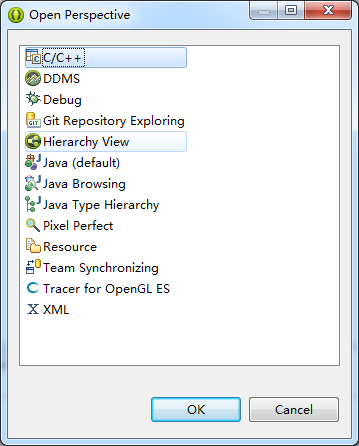 Open Perspective
C/C++
DDMS
Debug
GIT
Git Repository Exploring
Hierarchy View
Java (default)
Java Browsing
Java Type Hierarchy
Pixel Perfect
Resource
Team Synchronizing
Tracer for OpenGL ES
XML
OK
Cancel